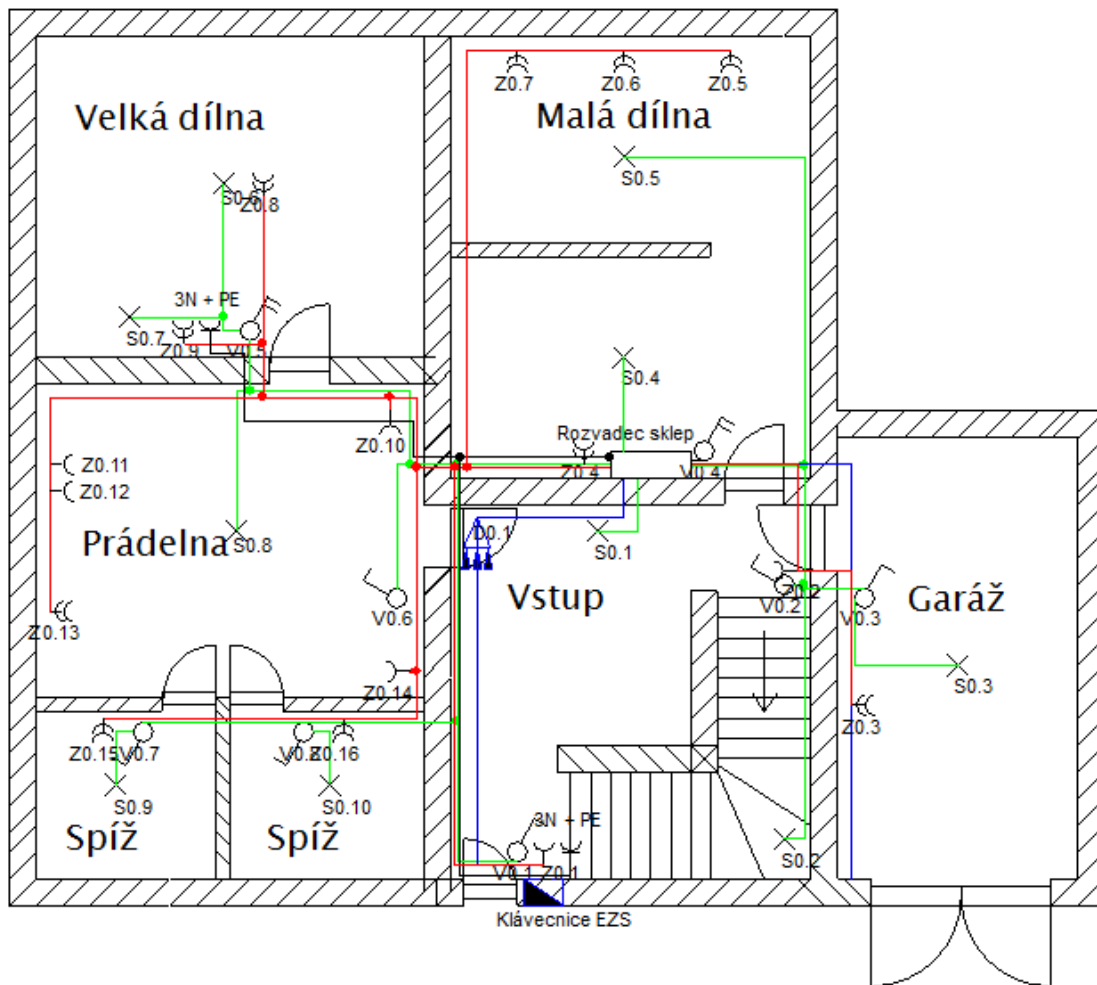 Z0.7
Z0.6
Z0.5
Velká dílna
Malá dílna
S0.5
S0.6
Z0.8
3N + PE
S0.7
Z0.9
V0.5
S0.4
Rozvadec sklep
Z0.10
Z0.4
V0.4
Z0.11
Z0.12
Prádelna
S0.8
D0.1
S0.1
Vstup
Z0.2
V0.2
V0.3
Garáž
V0.6
Z0.13
S0.3
Z0.14
Z0.3
Z0.15
V0.7
V0.8
Z0.16
S0.9
S0.10
Spíž
Spíž
3N + PE
V0.1
Z0.1
S0.2
Klávecnice EZS